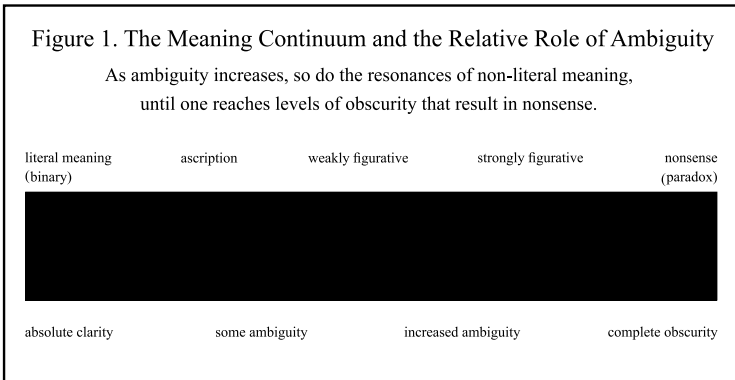 Figure 1. The Meaning Continuum and the Relative Role of Ambiguity
As ambiguity increases, so do the resonances of non-literal meaning,
until one reaches levels of obscurity that result in nonsense.
literal meaning ascription weakly figurative strongly figurative nonsense
(binary) (paradox)
absolute clarity some ambiguity increased ambiguity complete obscurity